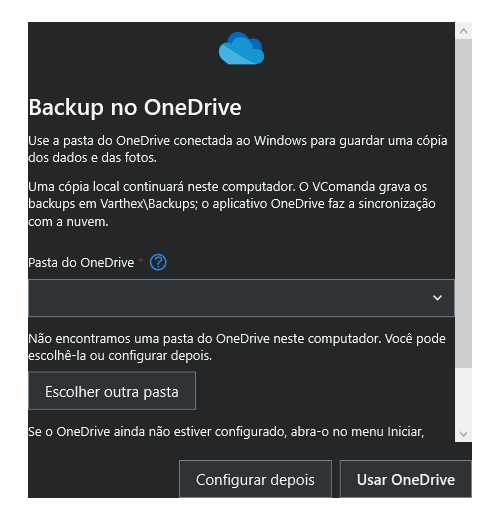 Backup no OneDrive
Use a pasta do OneDrive conectada ao Windows para guardar uma cópia
dos dados e das fotos.
Uma cópia local continuará neste computador. O VComanda grava os
backups em Varthex\Backups; o aplicativo OneDrive faz a sincronização
com a nuvem.
Pasta do OneDrive * ?
Não encontramos uma pasta do OneDrive neste computador. Você pode
escolhê-la ou configurar depois.
Escolher outra pasta
Se o OneDrive ainda não estiver configurado, abra-o no menu Iniciar,
Configurar depois Usar OneDrive